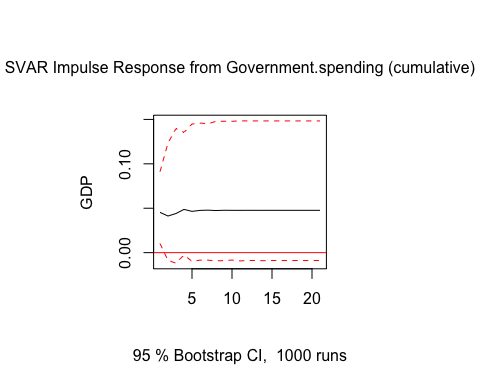 SVAR Impulse Response from Government.spending (cumulative)
GDP
0.10
0.00
5 10 15 20
95 % Bootstrap CI, 1000 runs